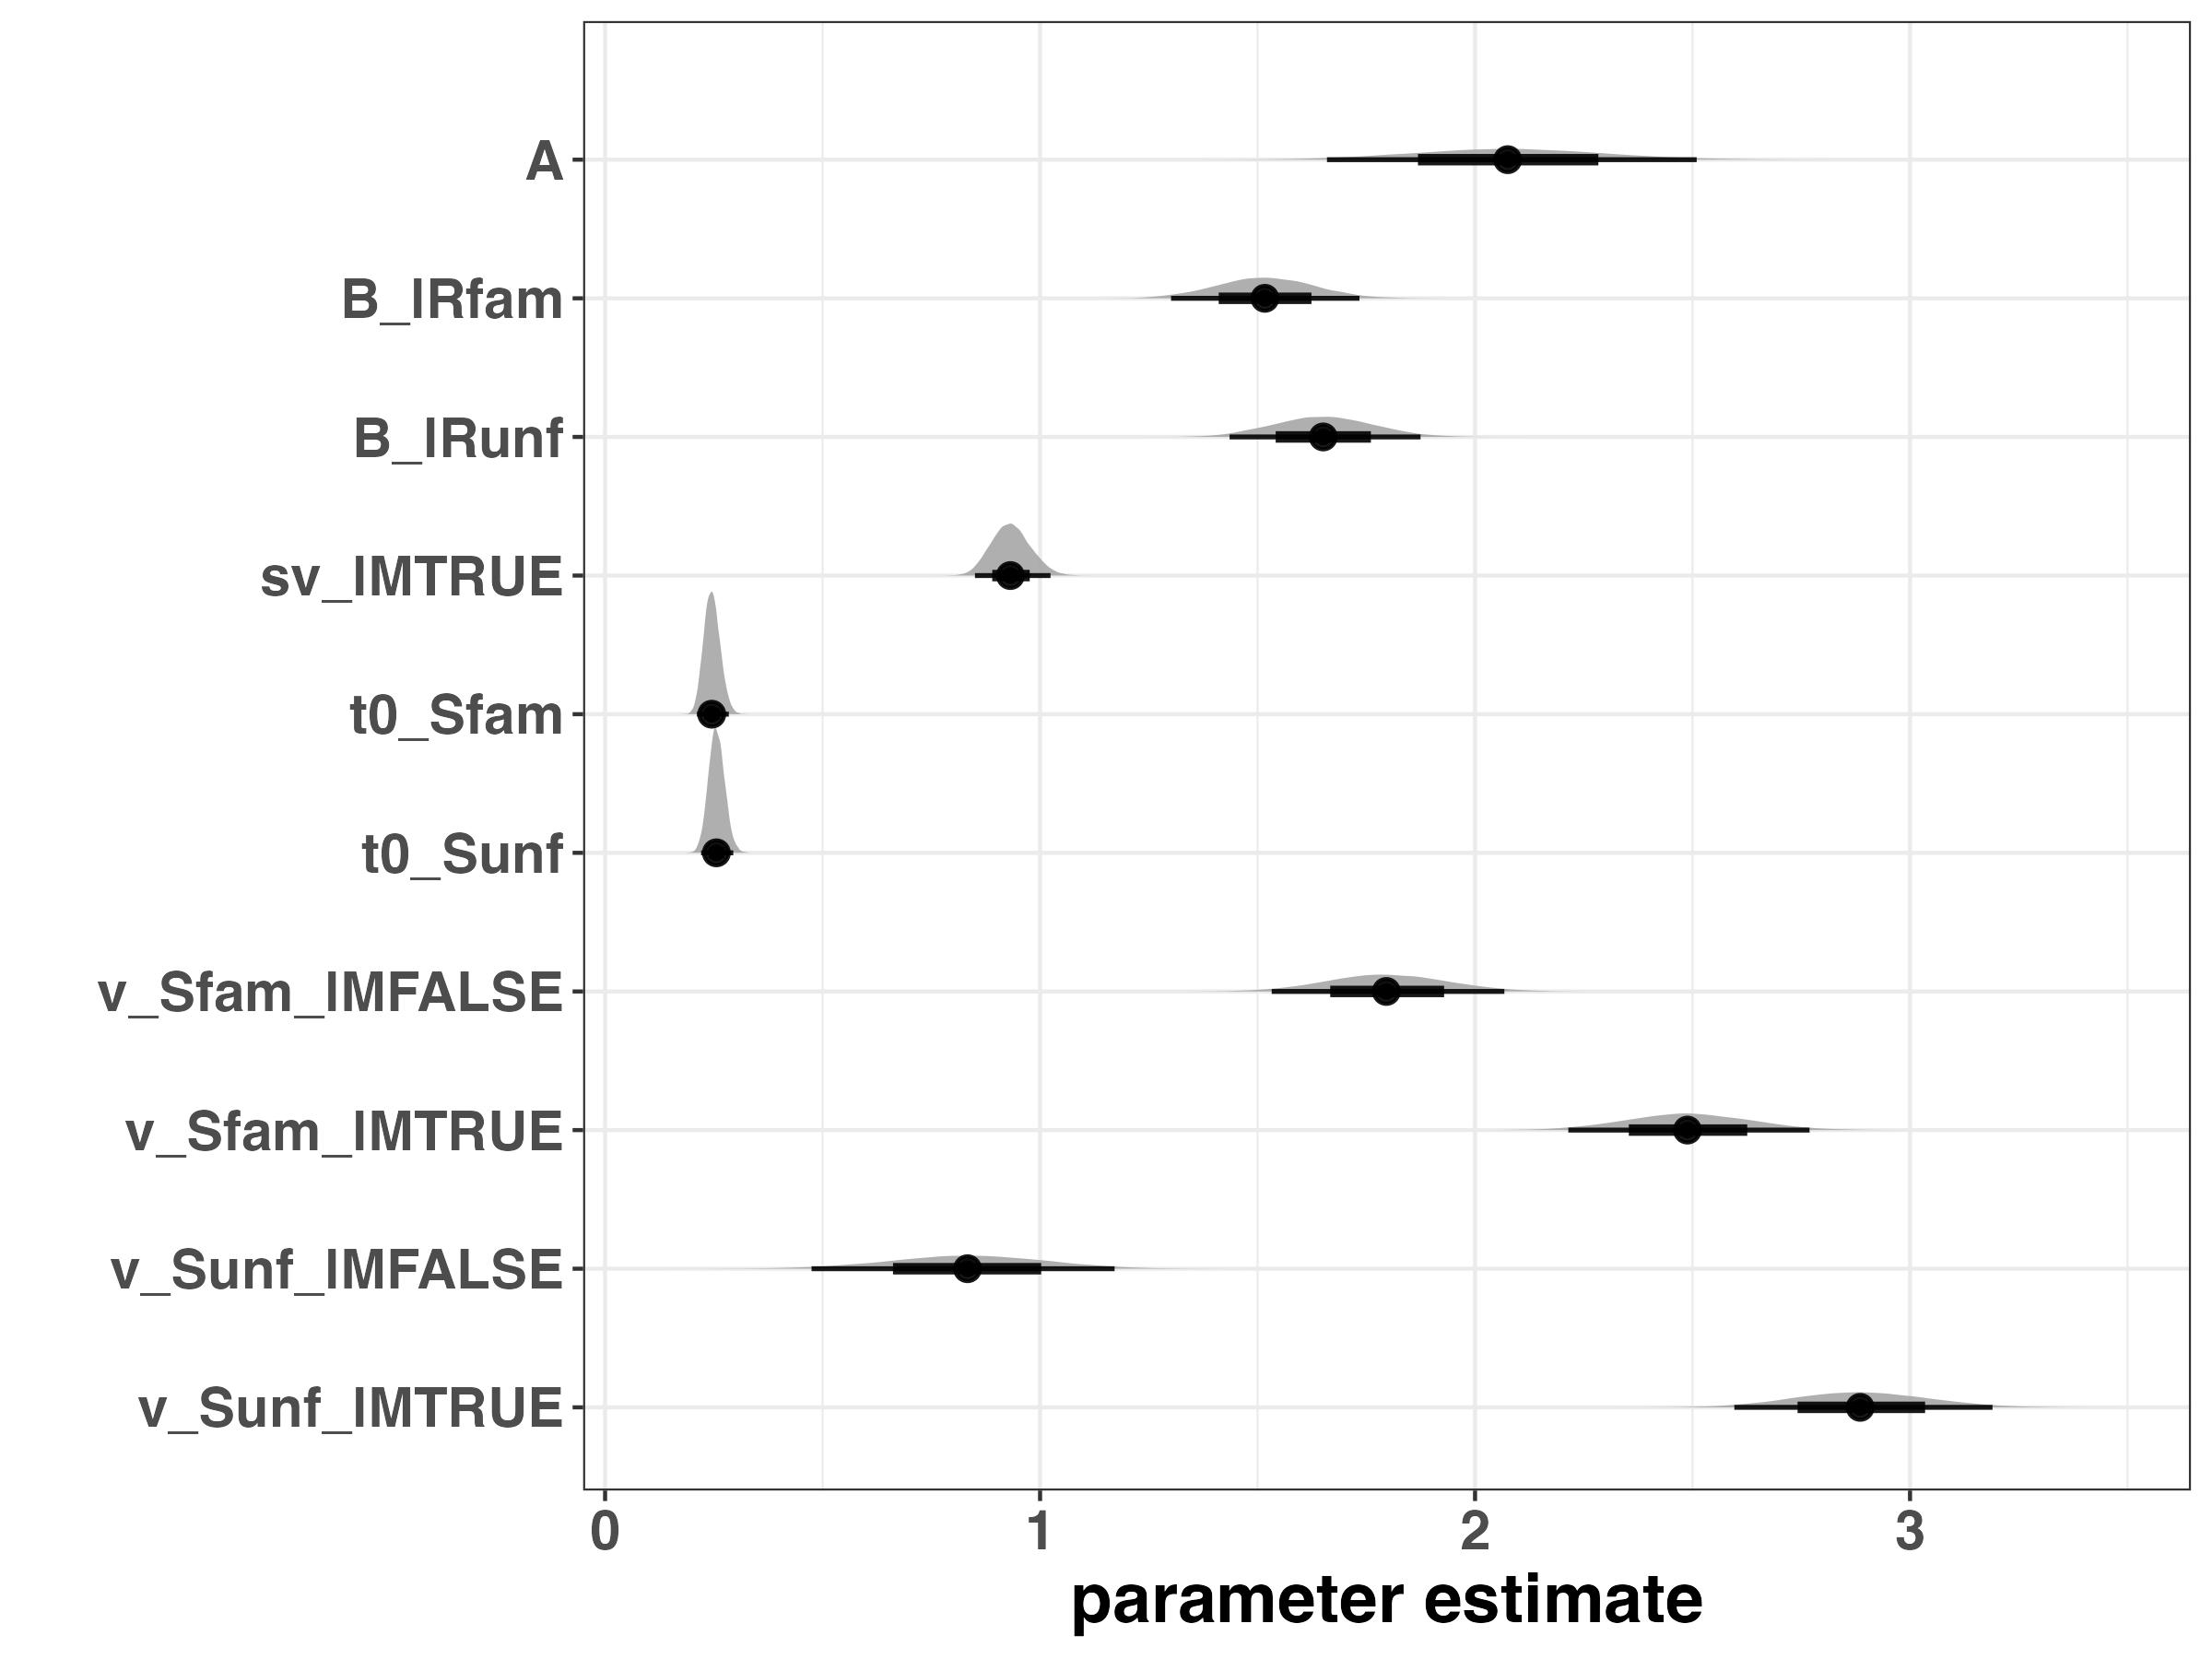 A
B_lRfam
B_lRunf
sv_lMTRUE
t0_Sfam
t0_Sunf
v_Sfam_lMFALSE
v_Sfam_lMTRUE
v_Sunf_lMFALSE
v_Sunf_lMTRUE
0 1 2 3
parameter estimate